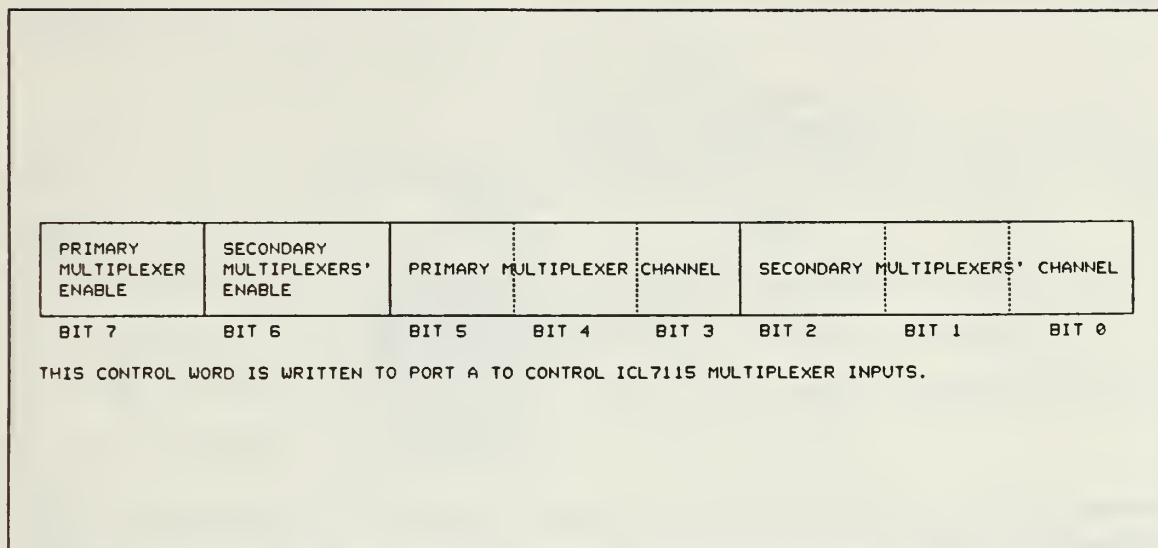 PRIMARY
MULTIPLEXER
ENABLE
SECONDARY
MULTIPLEXERS'
ENABLE
PRIMARY MULTIPLEXER CHANNEL
SECONDARY MULTIPLEXERS' CHANNEL
BIT 7 BIT 6 BIT 5 BIT 4 BIT 3 BIT 2 BIT 1 BIT 0
THIS CONTROL WORD IS WRITTEN TO PORT A TO CONTROL ICL7115 MULTIPLEXER INPUTS.